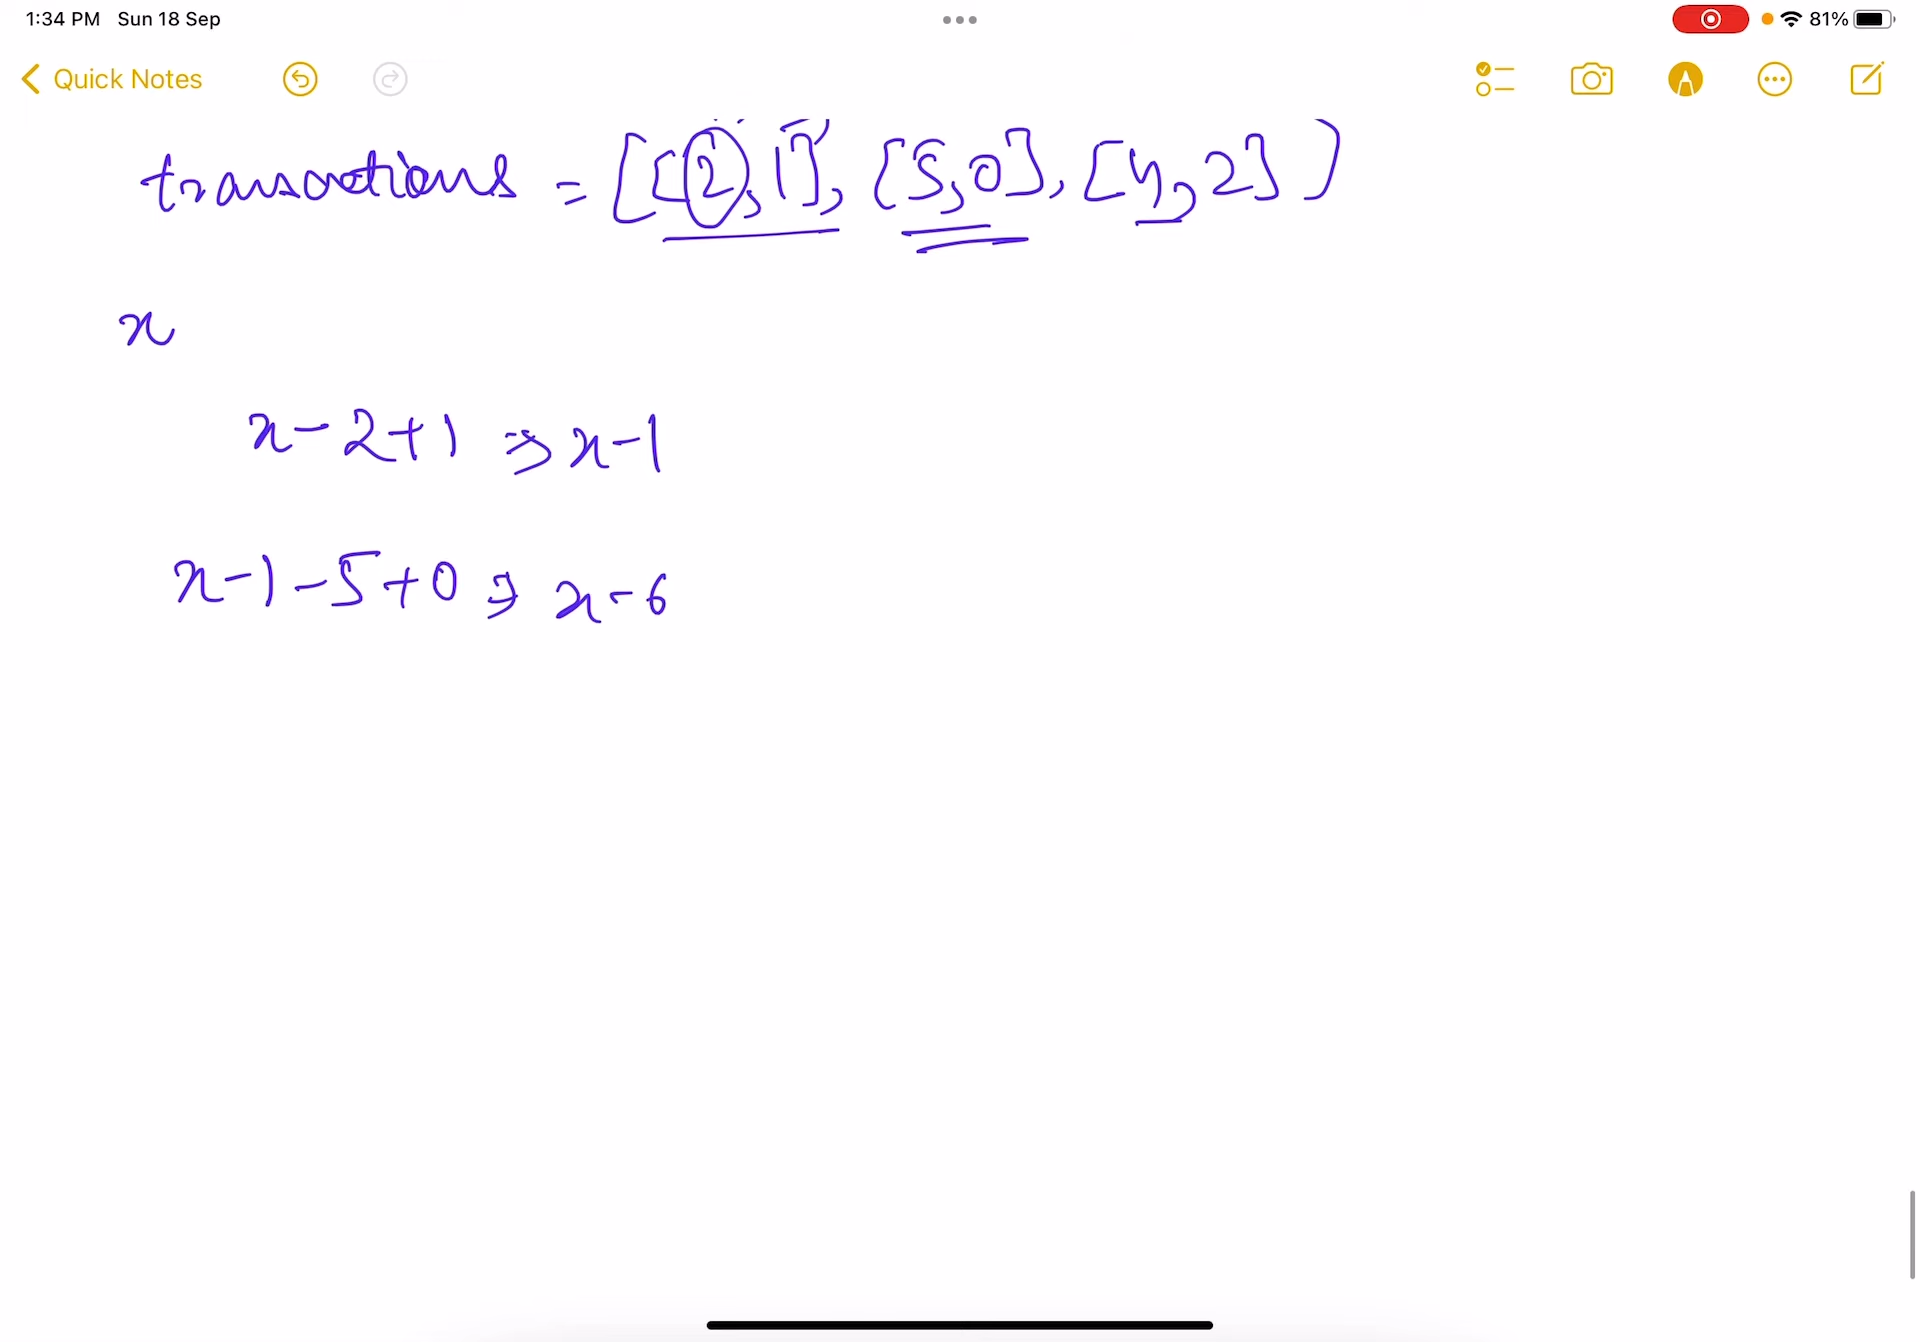 1:34 PM Sun 18 Sep
81%
Quick Notes
transactions = [[2,1], [5,0], [4,2]]
x
x-2+1 ⇒ x-1
x-1-5+0 ⇒ x-6